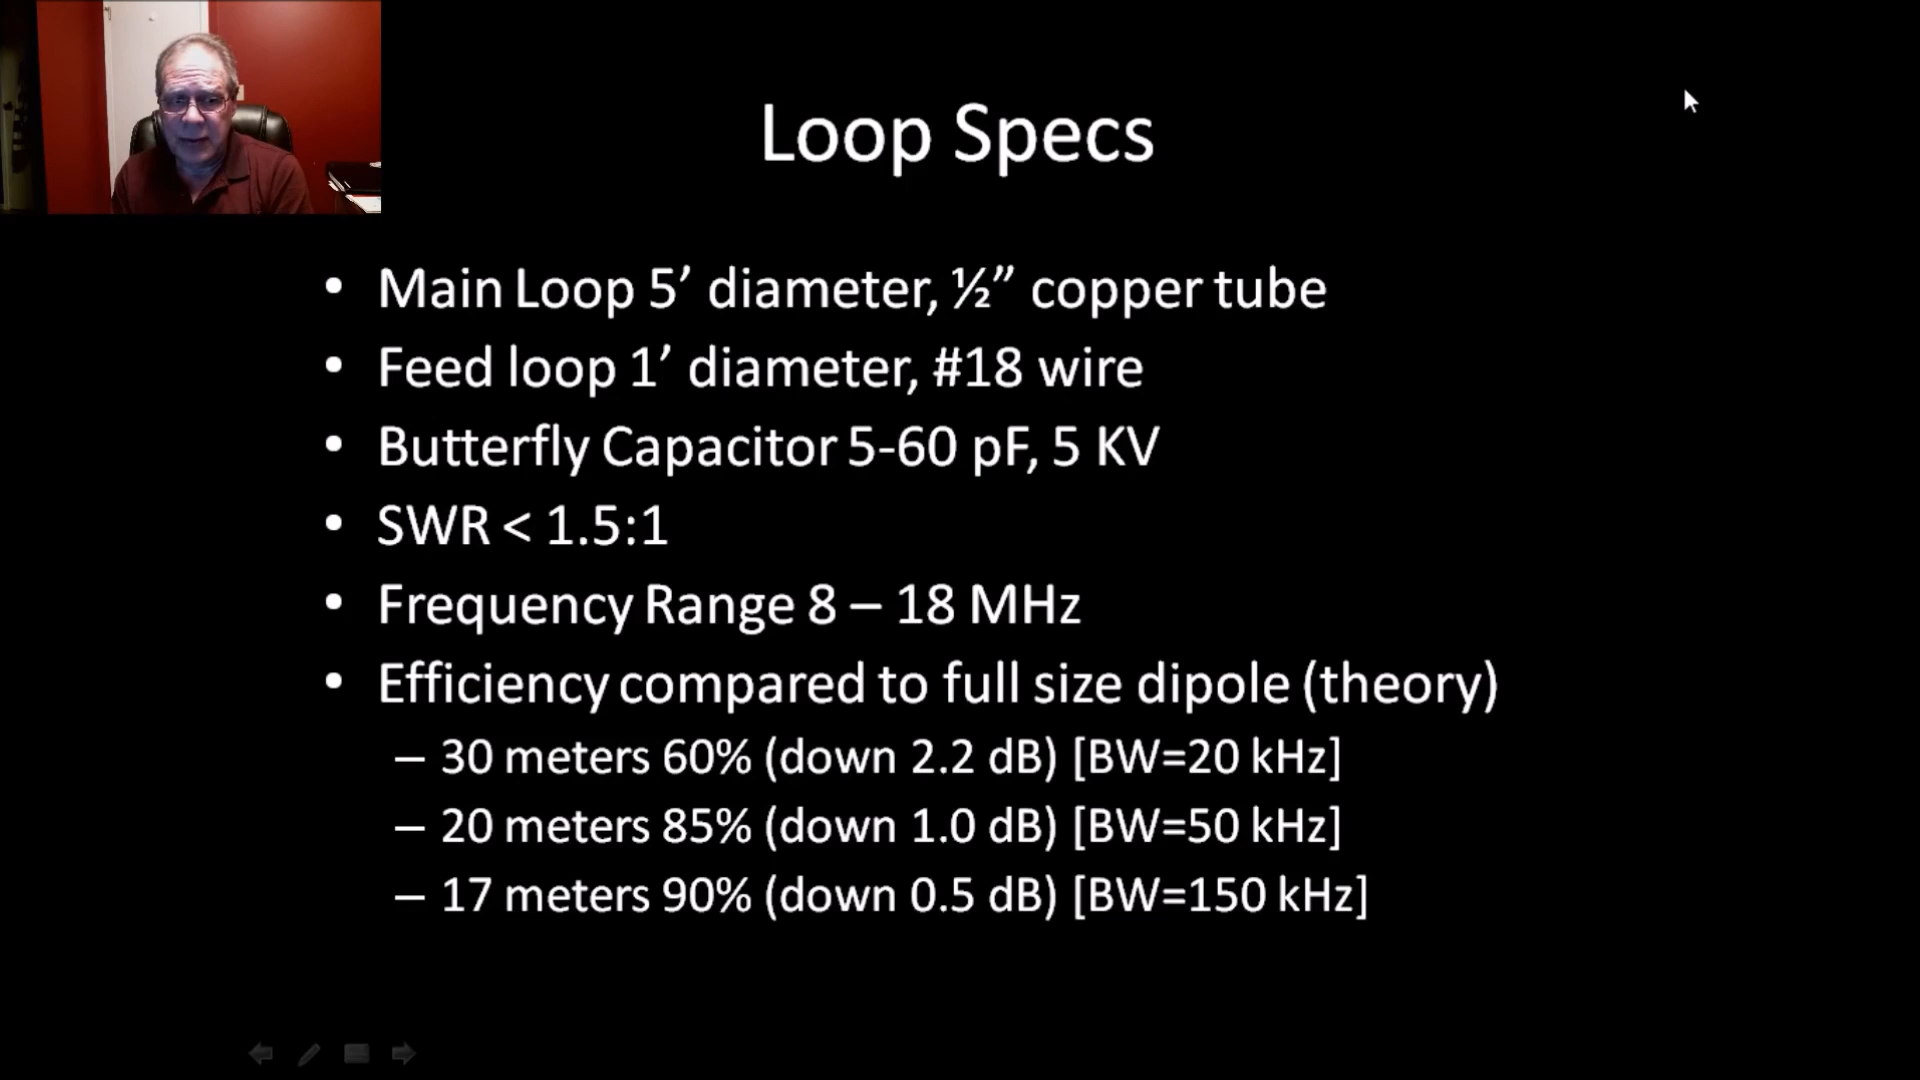 Loop Specs
• Main Loop 5’ diameter, ½” copper tube
• Feed loop 1’ diameter, #18 wire
• Butterfly Capacitor 5-60 pF, 5 KV
• SWR < 1.5:1
• Frequency Range 8 – 18 MHz
• Efficiency compared to full size dipole (theory)
– 30 meters 60% (down 2.2 dB) [BW=20 kHz]
– 20 meters 85% (down 1.0 dB) [BW=50 kHz]
– 17 meters 90% (down 0.5 dB) [BW=150 kHz]